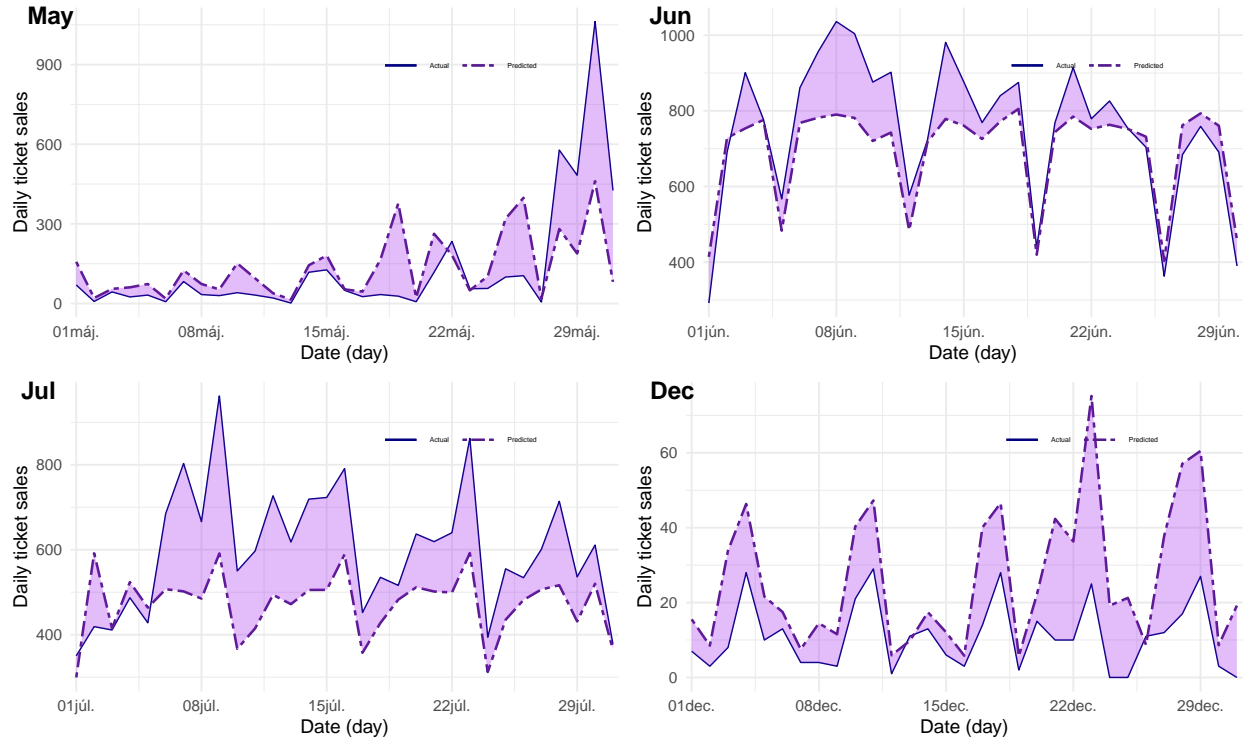 May
Daily ticket sales
900
600
300
0
Actual
Predicted
01máj.
08máj.
15máj.
22máj.
29máj.
Date (day)
Jun
Daily ticket sales
1000
800
600
400
Actual
Predicted
01jún.
08jún.
15jún.
22jún.
29jún.
Date (day)
Jul
Daily ticket sales
800
600
400
Actual
Predicted
01júl.
08júl.
15júl.
22júl.
29júl.
Date (day)
Dec
Daily ticket sales
60
40
20
0
Actual
Predicted
01dec.
08dec.
15dec.
22dec.
29dec.
Date (day)